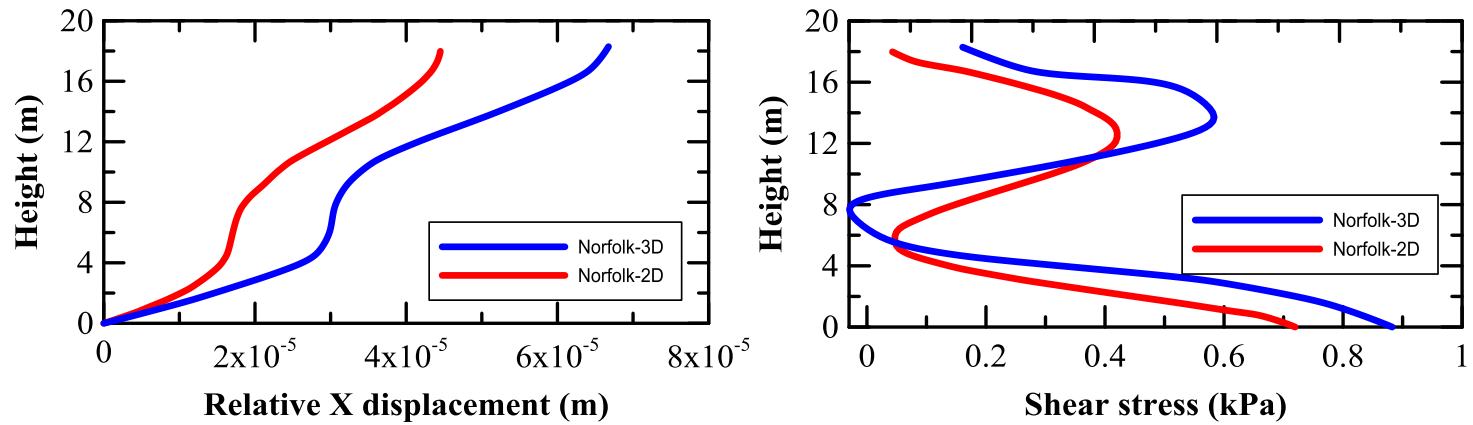 20
16
12
8
4
0
Height (m)
Norfolk-3D
Norfolk-2D
0
2x10⁻⁵
4x10⁻⁵
6x10⁻⁵
8x10⁻⁵
Relative X displacement (m)
20
16
12
8
4
0
Height (m)
Norfolk-3D
Norfolk-2D
0
0.2
0.4
0.6
0.8
1
Shear stress (kPa)